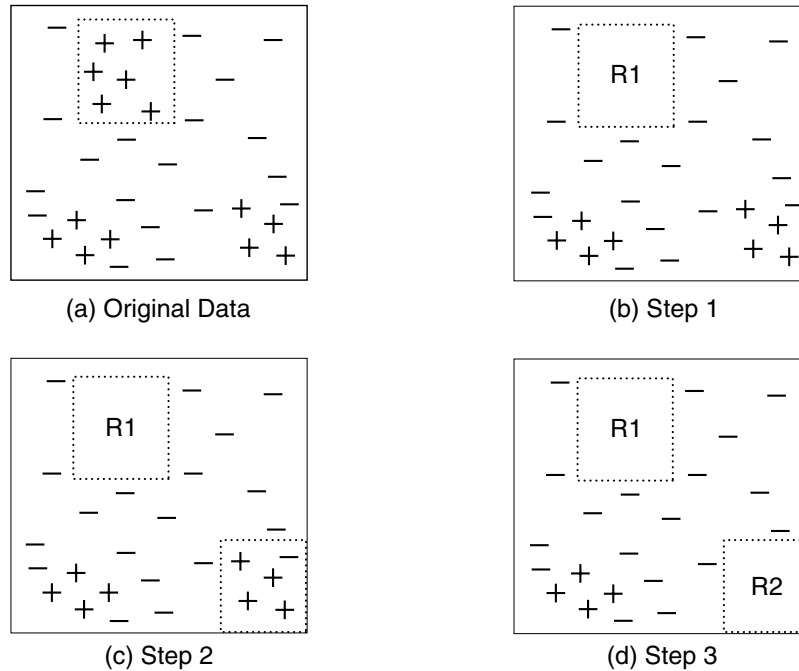 R1
(a) Original Data
(b) Step 1
R1
R1
R2
(c) Step 2
(d) Step 3